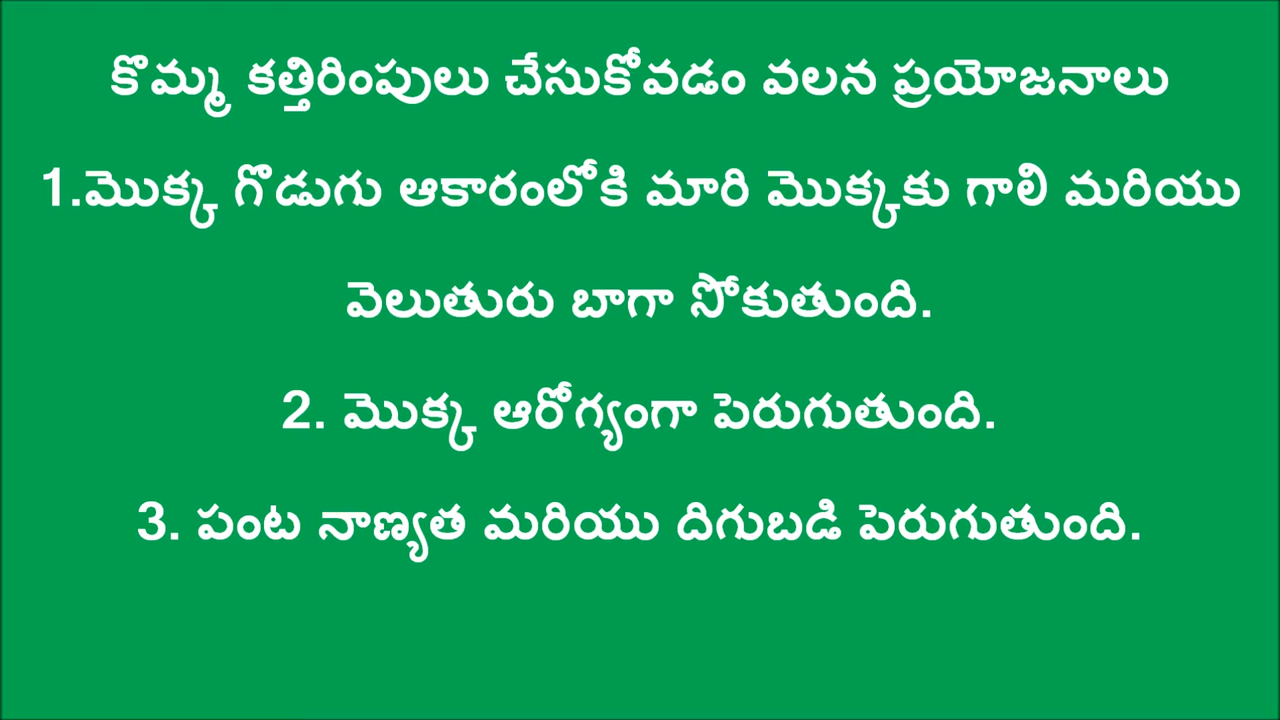 కొమ్మ కత్తిరింపులు చేసుకోవడం వలన ప్రయోజనాలు
1.మొక్క గొడుగు ఆకారంలోకి మారి మొక్కకు గాలి మరియు
వెలుతురు బాగా సోకుతుంది.
2. మొక్క ఆరోగ్యంగా పెరుగుతుంది.
3. పంట నాణ్యత మరియు దిగుబడి పెరుగుతుంది.